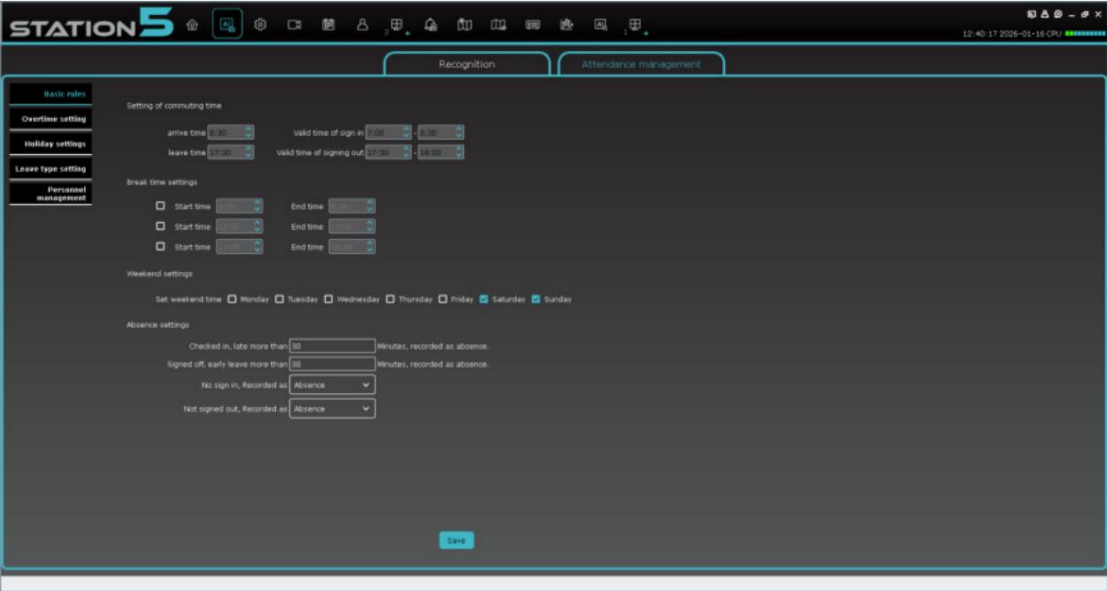 STATION5
12:40:17 2026-01-16 CPU
Recognition
Attendance management
Basic rules
Overtime setting
Holiday settings
Leave type setting
Personnel
management
Setting of commuting time
arrive time 8:30 Valid time of sign in 7:00 - 8:30
leave time 17:30 Valid time of signing out 17:30 - 18:00
Break time settings
Start time End time
Start time End time
Start time End time
Weekend settings
Set weekend time Monday Tuesday Wednesday Thursday Friday Saturday Sunday
Absence settings
Checked in, late more than 30 Minutes, recorded as absence.
Signed off, early leave more than 30 Minutes, recorded as absence.
No sign in, Recorded as Absence
Not signed out, Recorded as Absence
Save